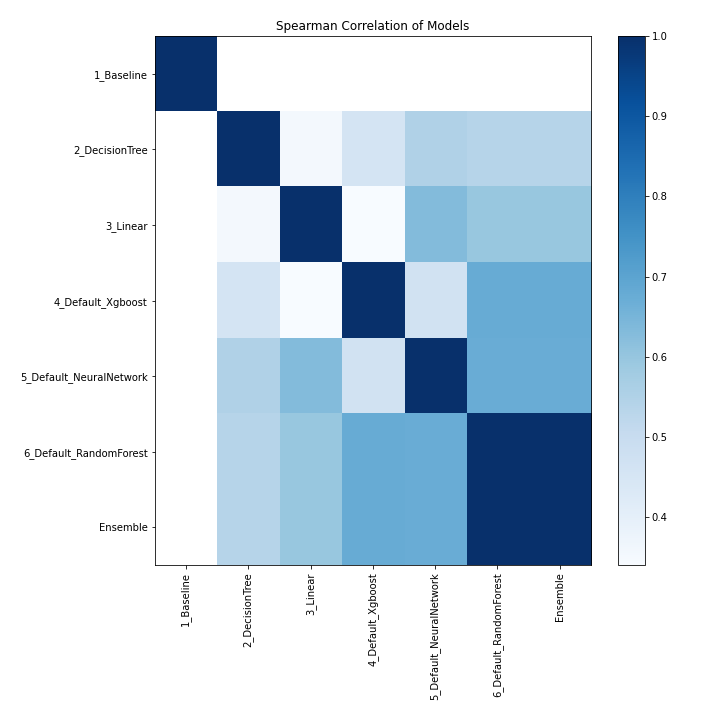 Spearman Correlation of Models
1_Baseline
2_DecisionTree
3_Linear
4_Default_Xgboost
5_Default_NeuralNetwork
6_Default_RandomForest
Ensemble
1_Baseline
2_DecisionTree
3_Linear
4_Default_Xgboost
5_Default_NeuralNetwork
6_Default_RandomForest
Ensemble
1.0
0.9
0.8
0.7
0.6
0.5
0.4